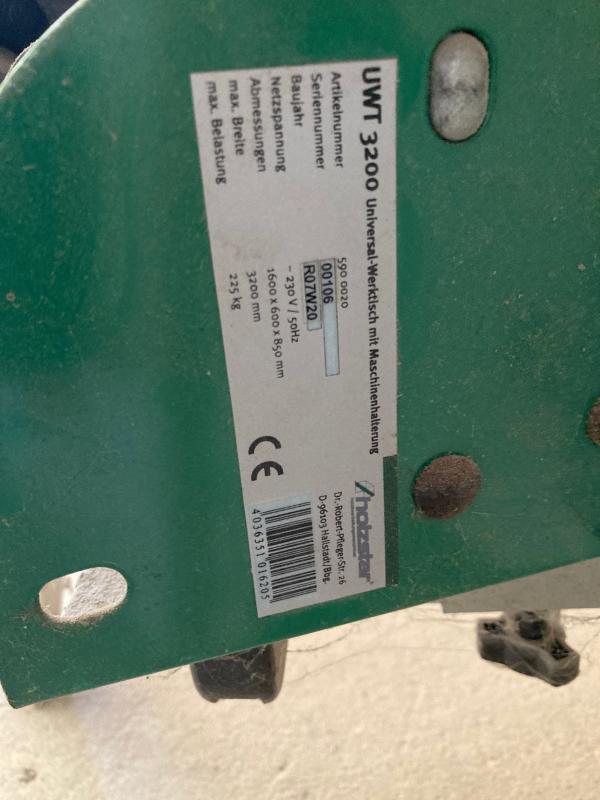 UWT 3200 Universal-Werktisch mit Maschinenhalterung
Artikelnummer 590 0020
Seriennummer 00106
Baujahr R07W20
Netzspannung ~ 230 V / 50Hz
Abmessungen 1600 x 600 x 850 mm
max. Breite 3200 mm
max. Belastung 225 kg
CE
holzstar
Dr.-Robert-Pfleger-Str. 26
D-96103 Hallstadt/Bbg.
4 036351 016205